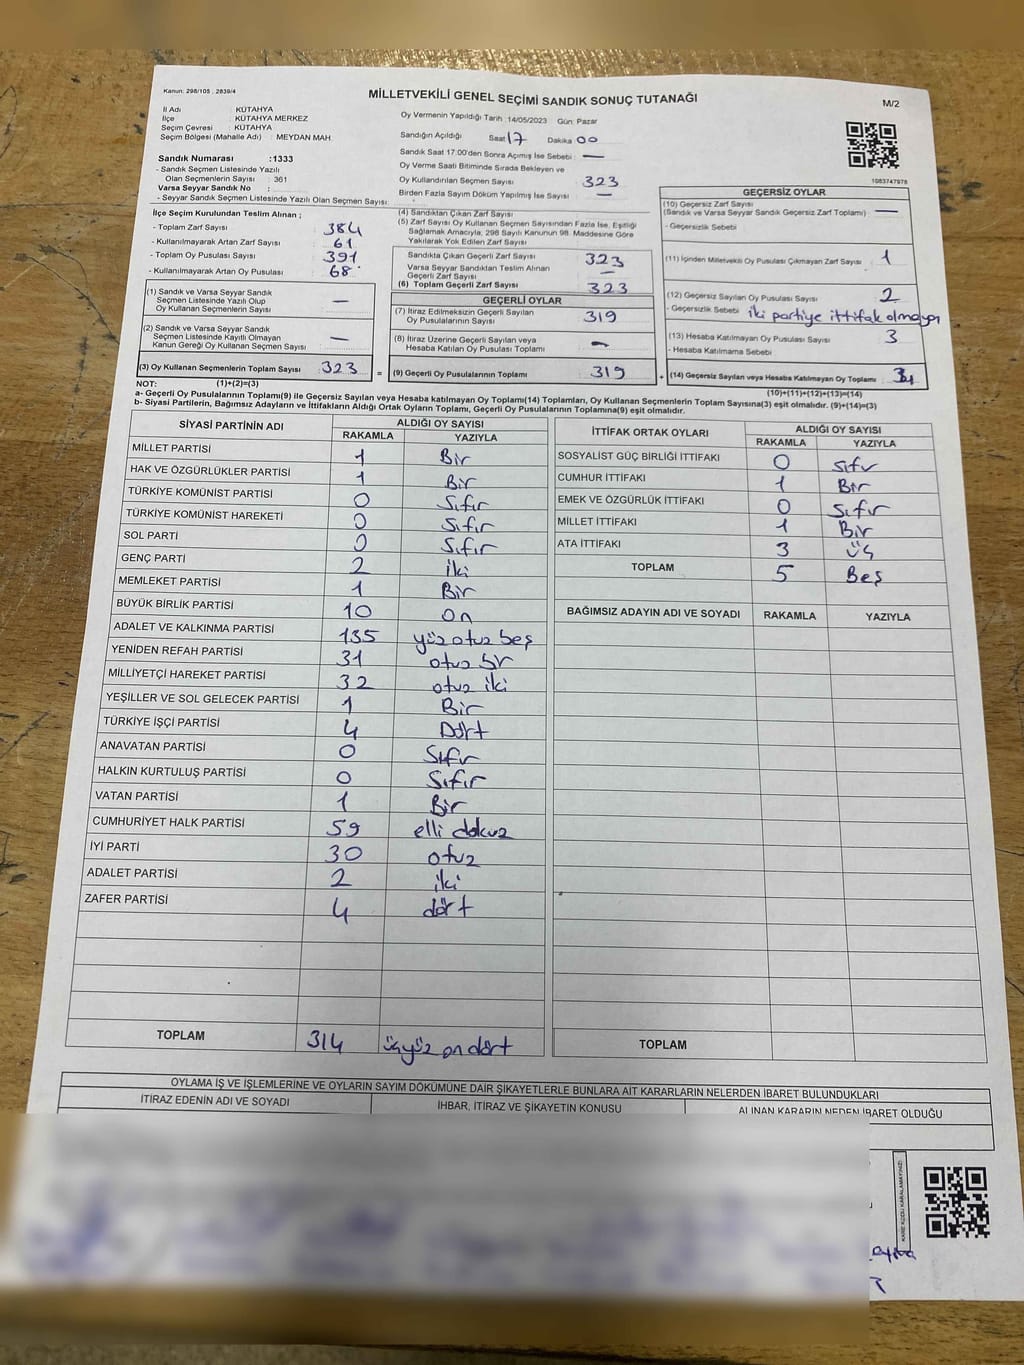 Kanun: 298/105 , 2839/4
MİLLETVEKİLİ GENEL SEÇİMİ SANDIK SONUÇ TUTANAĞI
M/2
İl Adı : KÜTAHYA
İlçe : KÜTAHYA MERKEZ
Seçim Çevresi : KÜTAHYA
Seçim Bölgesi (Mahalle Adı) : MEYDAN MAH.
Sandık Numarası :1333
- Sandık Seçmen Listesinde Yazılı
Olan Seçmenlerin Sayısı : 361
Varsa Seyyar Sandık No :
- Seyyar Sandık Seçmen Listesinde Yazılı Olan Seçmen Sayısı:
Oy Vermenin Yapıldığı Tarih :14/05/2023 Gün: Pazar
Sandığın Açıldığı Saat 17 Dakika 00
Sandık Saat 17:00'den Sonra Açımış İse Sebebi : —
Oy Verme Saati Bitiminde Sırada Bekleyen ve
Oy Kullandırılan Seçmen Sayısı : 323
Birden Fazla Sayım Döküm Yapılmış İse Sayısı : —
1083747978
İlçe Seçim Kurulundan Teslim Alınan ;
- Toplam Zarf Sayısı : 384
- Kullanılmayarak Artan Zarf Sayısı : 61
- Toplam Oy Pusulası Sayısı : 391
- Kullanılmayarak Artan Oy Pusulası : 68
(1) Sandık ve Varsa Seyyar Sandık
Seçmen Listesinde Yazılı Olup
Oy Kullanan Seçmenlerin Sayısı : —
(2) Sandık ve Varsa Seyyar Sandık
Seçmen Listesinde Kayıtlı Olmayan
Kanun Gereği Oy Kullanan Seçmen Sayısı : —
(3) Oy Kullanan Seçmenlerin Toplam Sayısı : 323 =
(4) Sandıktan Çıkan Zarf Sayısı
(5) Zarf Sayısı Oy Kullanan Seçmen Sayısından Fazla İse, Eşitliği
Sağlamak Amacıyla, 298 Sayılı Kanunun 98. Maddesine Göre
Yakılarak Yok Edilen Zarf Sayısı
Sandıkta Çıkan Geçerli Zarf Sayısı : 323
Varsa Seyyar Sandıktan Teslim Alınan
Geçerli Zarf Sayısı : —
(6) Toplam Geçerli Zarf Sayısı : 323
GEÇERLİ OYLAR
(7) İtiraz Edilmeksizin Geçerli Sayılan
Oy Pusulalarının Sayısı : 319
(8) İtiraz Üzerine Geçerli Sayılan veya
Hesaba Katılan Oy Pusulası Toplamı : —
(9) Geçerli Oy Pusulalarının Toplamı : 319 +
GEÇERSİZ OYLAR
(10) Geçersiz Zarf Sayısı
(Sandık ve Varsa Seyyar Sandık Geçersiz Zarf Toplamı) : —
- Geçersizlik Sebebi
(11) İçinden Milletvekili Oy Pusulası Çıkmayan Zarf Sayısı : 1
(12) Geçersiz Sayılan Oy Pusulası Sayısı : 2
- Geçersizlik Sebebi : iki partiye ittifak olmayan
(13) Hesaba Katılmayan Oy Pusulası Sayısı : 3
- Hesaba Katılmama Sebebi
(14) Geçersiz Sayılan veya Hesaba Katılmayan Oy Toplamı :
NOT: (1)+(2)=(3) (10)+(11)+(12)+(13)=(14)
a- Geçerli Oy Pusulalarının Toplamı(9) ile Geçersiz Sayılan veya Hesaba katılmayan Oy Toplamı(14) Toplamları, Oy Kullanan Seçmenlerin Toplam Sayısına(3) eşit olmalıdır. (9)+(14)=(3)
b- Siyasi Partilerin, Bağımsız Adayların ve İttifakların Aldığı Ortak Oyların Toplamı, Geçerli Oy Pusulalarının Toplamına(9) eşit olmalıdır.
SİYASİ PARTİNİN ADI ALDIĞI OY SAYISI
RAKAMLA YAZIYLA
MİLLET PARTİSİ 1 Bir
HAK VE ÖZGÜRLÜKLER PARTİSİ 1 Bir
TÜRKİYE KOMÜNİST PARTİSİ 0 Sıfır
TÜRKİYE KOMÜNİST HAREKETİ 0 Sıfır
SOL PARTİ 0 Sıfır
GENÇ PARTİ 2 iki
MEMLEKET PARTİSİ 1 Bir
BÜYÜK BİRLİK PARTİSİ 10 on
ADALET VE KALKINMA PARTİSİ 135 yüz otuz beş
YENİDEN REFAH PARTİSİ 31 otuz bir
MİLLİYETÇİ HAREKET PARTİSİ 32 otuz iki
YEŞİLLER VE SOL GELECEK PARTİSİ 1 Bir
TÜRKİYE İŞÇİ PARTİSİ 4 Dört
ANAVATAN PARTİSİ 0 Sıfır
HALKIN KURTULUŞ PARTİSİ 0 Sıfır
VATAN PARTİSİ 1 Bir
CUMHURİYET HALK PARTİSİ 59 elli dokuz
İYİ PARTİ 30 otuz
ADALET PARTİSİ 2 iki
ZAFER PARTİSİ 4 dört
TOPLAM 314 üçyüz on dört
İTTİFAK ORTAK OYLARI ALDIĞI OY SAYISI
RAKAMLA YAZIYLA
SOSYALİST GÜÇ BİRLİĞİ İTTİFAKI 0 sıfır
CUMHUR İTTİFAKI 1 Bir
EMEK VE ÖZGÜRLÜK İTTİFAKI 0 Sıfır
MİLLET İTTİFAKI 1 Bir
ATA İTTİFAKI 3 üç
TOPLAM 5 Beş
BAĞIMSIZ ADAYIN ADI VE SOYADI RAKAMLA YAZIYLA
TOPLAM
OYLAMA İŞ VE İŞLEMLERİNE VE OYLARIN SAYIM DÖKÜMÜNE DAİR ŞİKAYETLERLE BUNLARA AİT KARARLARIN NELERDEN İBARET BULUNDUKLARI
İTİRAZ EDENİN ADI VE SOYADI İHBAR, İTİRAZ VE ŞİKAYETİN KONUSU ALINAN KARARIN NEDEN İBARET OLDUĞU